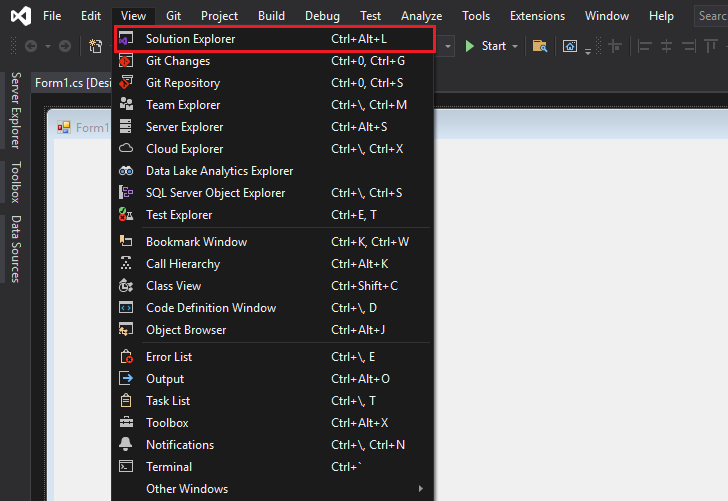 File Edit View Git Project Build Debug Test Analyze Tools Extensions Window Help Sear
Start
Form1.cs [Desi
Form1
Server Explorer
Toolbox
Data Sources
Solution Explorer Ctrl+Alt+L
Git Changes Ctrl+0, Ctrl+G
Git Repository Ctrl+0, Ctrl+S
Team Explorer Ctrl+\, Ctrl+M
Server Explorer Ctrl+Alt+S
Cloud Explorer Ctrl+\, Ctrl+X
Data Lake Analytics Explorer
SQL Server Object Explorer Ctrl+\, Ctrl+S
Test Explorer Ctrl+E, T
Bookmark Window Ctrl+K, Ctrl+W
Call Hierarchy Ctrl+Alt+K
Class View Ctrl+Shift+C
Code Definition Window Ctrl+\, D
Object Browser Ctrl+Alt+J
Error List Ctrl+\, E
Output Ctrl+Alt+O
Task List Ctrl+\, T
Toolbox Ctrl+Alt+X
Notifications Ctrl+\, Ctrl+N
Terminal Ctrl+`
Other Windows